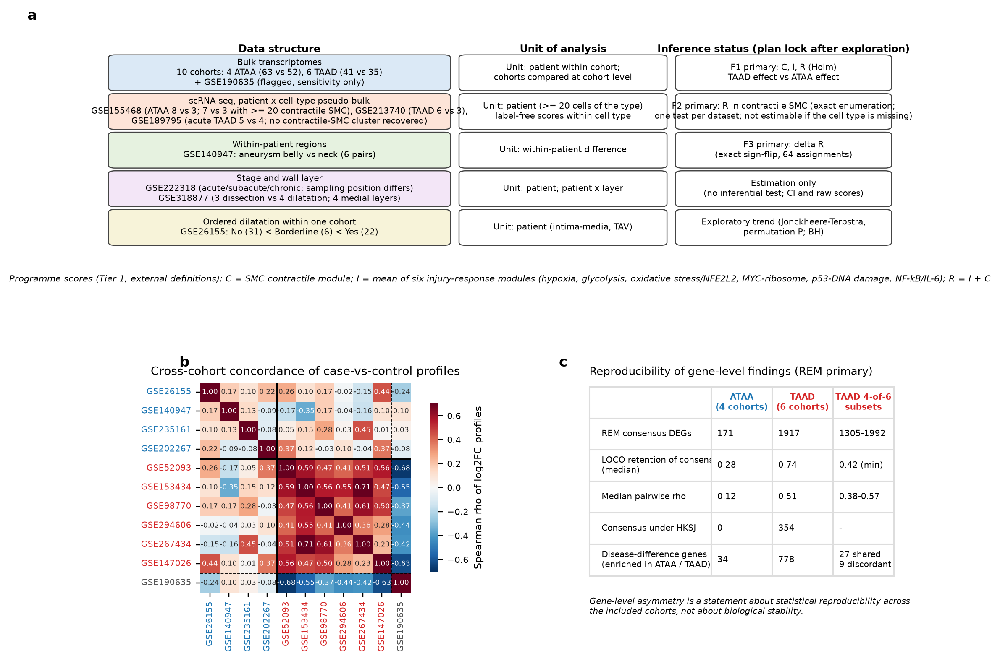 a
Data structure
Unit of analysis
Inference status (plan lock after exploration)
Bulk transcriptomes
10 cohorts: 4 ATAA (63 vs 52), 6 TAAD (41 vs 35)
+ GSE190635 (flagged, sensitivity only)
Unit: patient within cohort;
cohorts compared at cohort level
F1 primary: C, I, R (Holm)
TAAD effect vs ATAA effect
scRNA-seq, patient x cell-type pseudo-bulk
GSE155468 (ATAA 8 vs 3; 7 vs 3 with >= 20 contractile SMC), GSE213740 (TAAD 6 vs 3),
GSE189795 (acute TAAD 5 vs 4; no contractile-SMC cluster recovered)
Unit: patient (>= 20 cells of the type)
label-free scores within cell type
F2 primary: R in contractile SMC (exact enumeration;
one test per dataset; not estimable if the cell type is missing)
Within-patient regions
GSE140947: aneurysm belly vs neck (6 pairs)
Unit: within-patient difference
F3 primary: delta R
(exact sign-flip, 64 assignments)
Stage and wall layer
GSE222318 (acute/subacute/chronic; sampling position differs)
GSE318877 (3 dissection vs 4 dilatation; 4 medial layers)
Unit: patient; patient x layer
Estimation only
(no inferential test; CI and raw scores)
Ordered dilatation within one cohort
GSE26155: No (31) < Borderline (6) < Yes (22)
Unit: patient (intima-media, TAV)
Exploratory trend (Jonckheere-Terpstra,
permutation P; BH)
Programme scores (Tier 1, external definitions): C = SMC contractile module; I = mean of six injury-response modules (hypoxia, glycolysis, oxidative stress/NFE2L2, MYC-ribosome, p53-DNA damage, NF-kB/IL-6); R = I + C
b
Cross-cohort concordance of case-vs-control profiles
GSE26155 1.00 0.17 0.10 0.22 0.26 0.10 0.17 -0.02 -0.15 0.44 -0.24
GSE140947 0.17 1.00 0.13 -0.09 -0.17 -0.35 0.17 -0.04 -0.16 0.10 0.10
GSE235161 0.10 0.13 1.00 -0.08 0.05 0.15 0.28 0.03 0.45 0.01 0.03
GSE202267 0.22 -0.09 -0.08 1.00 0.37 0.12 -0.03 0.10 -0.04 0.37 -0.08
GSE52093 0.26 -0.17 0.05 0.37 1.00 0.59 0.47 0.41 0.51 0.56 -0.68
GSE153434 0.10 -0.35 0.15 0.12 0.59 1.00 0.56 0.55 0.71 0.47 -0.55
GSE98770 0.17 0.17 0.28 -0.03 0.47 0.56 1.00 0.41 0.61 0.50 -0.37
GSE294606 -0.02 -0.04 0.03 0.10 0.41 0.55 0.41 1.00 0.36 0.28 -0.44
GSE267434 -0.15 -0.16 0.45 -0.04 0.51 0.71 0.61 0.36 1.00 0.23 -0.42
GSE147026 0.44 0.10 0.01 0.37 0.56 0.47 0.50 0.28 0.23 1.00 -0.63
GSE190635 -0.24 0.10 0.03 -0.08 -0.68 -0.55 -0.37 -0.44 -0.42 -0.63 1.00
GSE26155 GSE140947 GSE235161 GSE202267 GSE52093 GSE153434 GSE98770 GSE294606 GSE267434 GSE147026 GSE190635
0.6
0.4
0.2
0.0
−0.2
−0.4
−0.6
Spearman rho of log2FC profiles
c
Reproducibility of gene-level findings (REM primary)
ATAA
(4 cohorts)
TAAD
(6 cohorts)
TAAD 4-of-6
subsets
REM consensus DEGs 171 1917 1305-1992
LOCO retention of consens
(median)
0.28 0.74 0.42 (min)
Median pairwise rho 0.12 0.51 0.38-0.57
Consensus under HKSJ 0 354 -
Disease-difference genes
(enriched in ATAA / TAAD)
34 778
27 shared
9 discordant
Gene-level asymmetry is a statement about statistical reproducibility across
the included cohorts, not about biological stability.